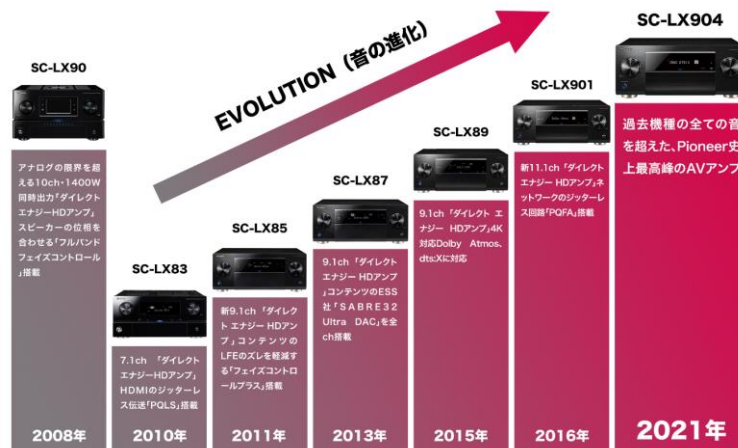 EVOLUTION（音の進化）
SC-LX90
アナログの限界を超
える10ch・1400W
同時出力「ダイレクト
エナジーHDアンプ」
スピーカーの位相を
合わせる「フルバンド
フェイズコントロール
」搭載
2008年
SC-LX83
7.1ch 「ダイレクト
エナジーHDアンプ」
HDMIのジッターレ
ス伝送「PQLS」搭載
2010年
SC-LX85
新9.1ch「ダイレク
ト エナジー HDアン
プ」コンテンツの
LFEのズレを軽減す
る「フェイズコントロ
ールプラス」搭載
2011年
SC-LX87
9.1ch 「ダイレクト
エナジー HDアンプ
」コンテンツのESS
社「SABRE32
Ultra DAC」を全
ch搭載
2013年
SC-LX89
9.1ch「ダイレクト エ
ナジー HDアンプ」4K
対応Dolby Atmos、
dts:Xに対応
2015年
SC-LX901
新11.1ch「ダイレクト
エナジー HDアンプ」ネ
ットワークのジッターレ
ス回路「PQFA」搭載
2016年
SC-LX904
過去機種の全ての音
を超えた、Pioneer史
上最高峰のAVアンプ
2021年